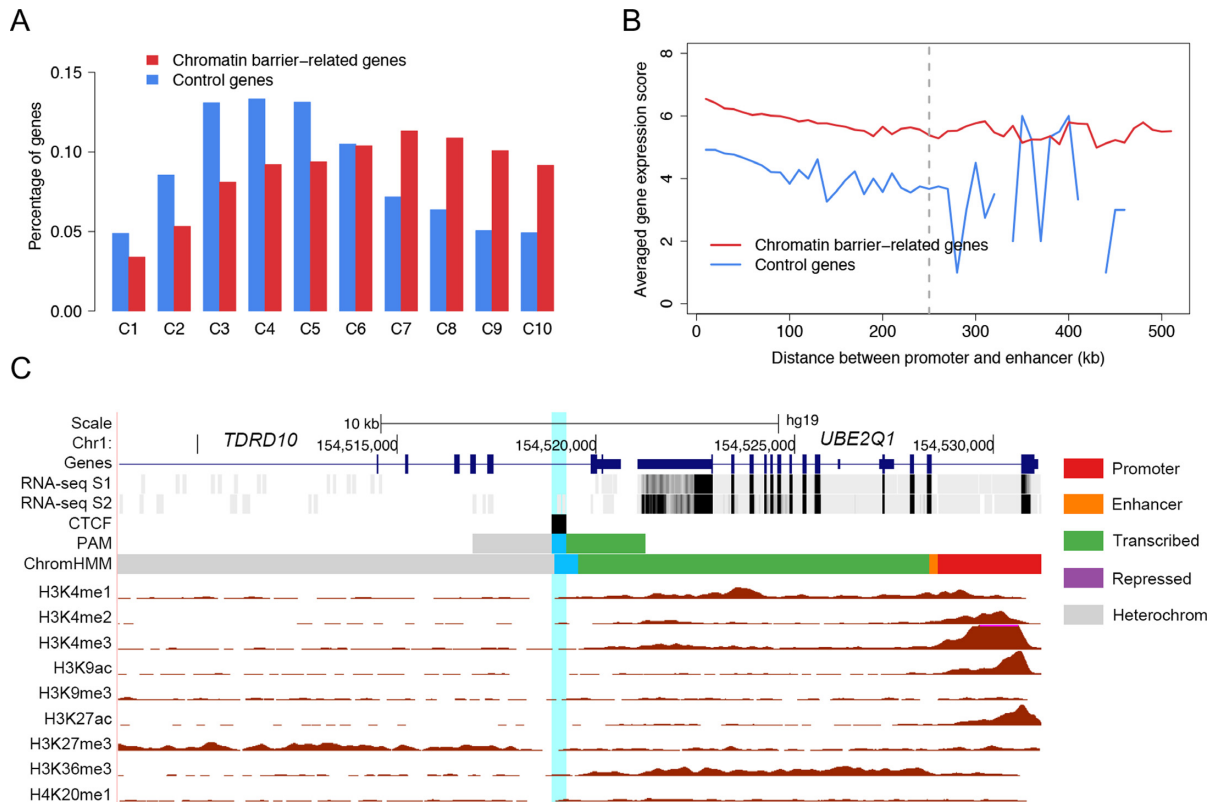 A
Chromatin barrier−related genes
Control genes
Percentage of genes
0.15
0.10
0.05
0.00
C1 C2 C3 C4 C5 C6 C7 C8 C9 C10
B
Averaged gene expression score
8
6
4
2
0
Chromatin barrier−related genes
Control genes
0 100 200 300 400 500
Distance between promoter and enhancer (kb)
C
Scale 10 kb hg19
Chr1: TDRD10 154,515,000 154,520,000 154,525,000 UBE2Q1 154,530,000
Genes
RNA-seq S1
RNA-seq S2
CTCF
PAM
ChromHMM
H3K4me1
H3K4me2
H3K4me3
H3K9ac
H3K9me3
H3K27ac
H3K27me3
H3K36me3
H4K20me1
Promoter
Enhancer
Transcribed
Repressed
Heterochrom